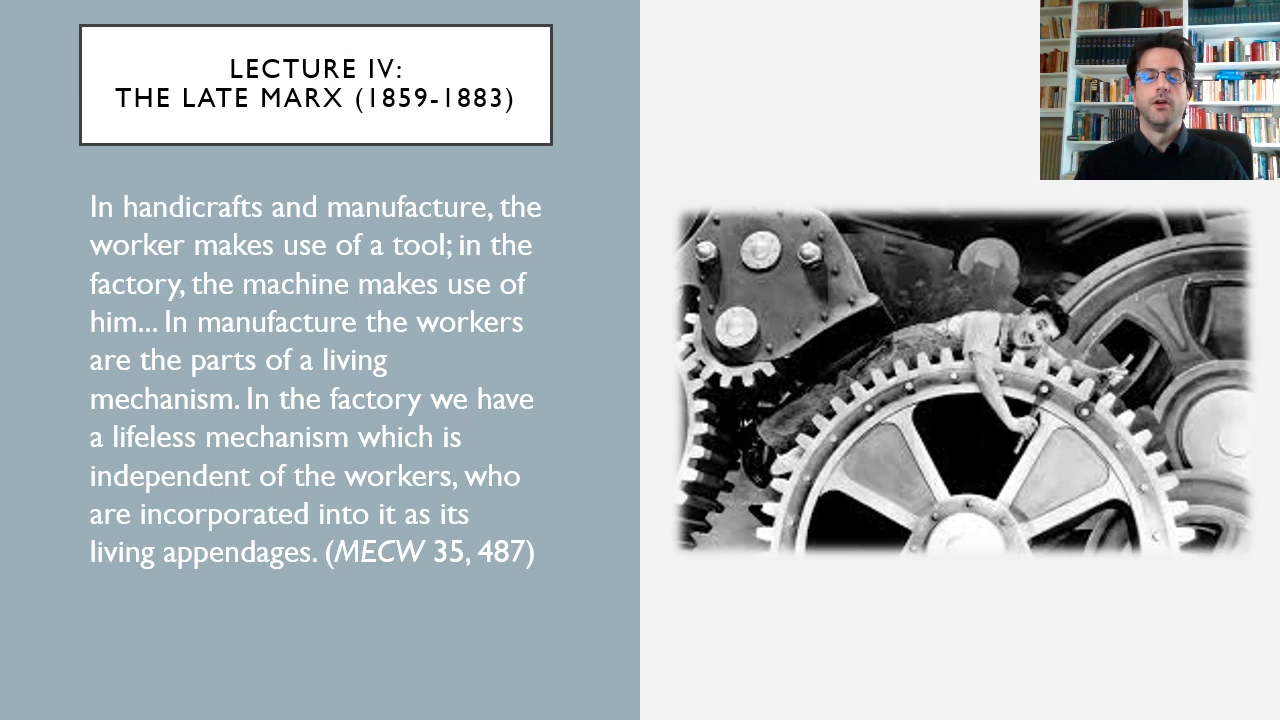 LECTURE IV:
THE LATE MARX (1859-1883)
In handicrafts and manufacture, the
worker makes use of a tool; in the
factory, the machine makes use of
him... In manufacture the workers
are the parts of a living
mechanism. In the factory we have
a lifeless mechanism which is
independent of the workers, who
are incorporated into it as its
living appendages. (MECW 35, 487)